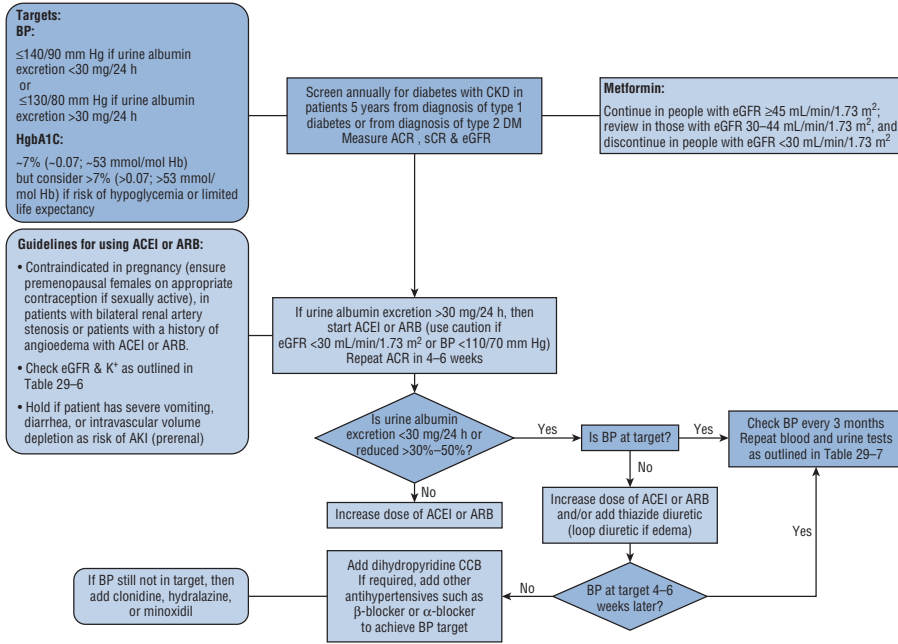 Targets:
BP:
≤140/90 mm Hg if urine albumin
excretion <30 mg/24 h
or
≤130/80 mm Hg if urine albumin
excretion >30 mg/24 h
HgbA1C:
~7% (~0.07; ~53 mmol/mol Hb)
but consider >7% (>0.07; >53 mmol/
mol Hb) if risk of hypoglycemia or limited
life expectancy
Screen annually for diabetes with CKD in
patients 5 years from diagnosis of type 1
diabetes or from diagnosis of type 2 DM
Measure ACR , sCR & eGFR
Metformin:
Continue in people with eGFR ≥45 mL/min/1.73 m²;
review in those with eGFR 30–44 mL/min/1.73 m², and
discontinue in people with eGFR <30 mL/min/1.73 m²
Guidelines for using ACEI or ARB:
• Contraindicated in pregnancy (ensure
premenopausal females on appropriate
contraception if sexually active), in
patients with bilateral renal artery
stenosis or patients with a history of
angioedema with ACEI or ARB.
• Check eGFR & K⁺ as outlined in
Table 29–6
• Hold if patient has severe vomiting,
diarrhea, or intravascular volume
depletion as risk of AKI (prerenal)
If urine albumin excretion >30 mg/24 h, then
start ACEI or ARB (use caution if
eGFR <30 mL/min/1.73 m² or BP <110/70 mm Hg)
Repeat ACR in 4–6 weeks
Is urine albumin
excretion <30 mg/24 h or
reduced >30%–50%?
Yes
Is BP at target?
Yes
Check BP every 3 months
Repeat blood and urine tests
as outlined in Table 29–7
No
Increase dose of ACEI or ARB
No
Increase dose of ACEI or ARB
and/or add thiazide diuretic
(loop diuretic if edema)
Yes
BP at target 4–6
weeks later?
No
Add dihydropyridine CCB
If required, add other
antihypertensives such as
β-blocker or α-blocker
to achieve BP target
If BP still not in target, then
add clonidine, hydralazine,
or minoxidil